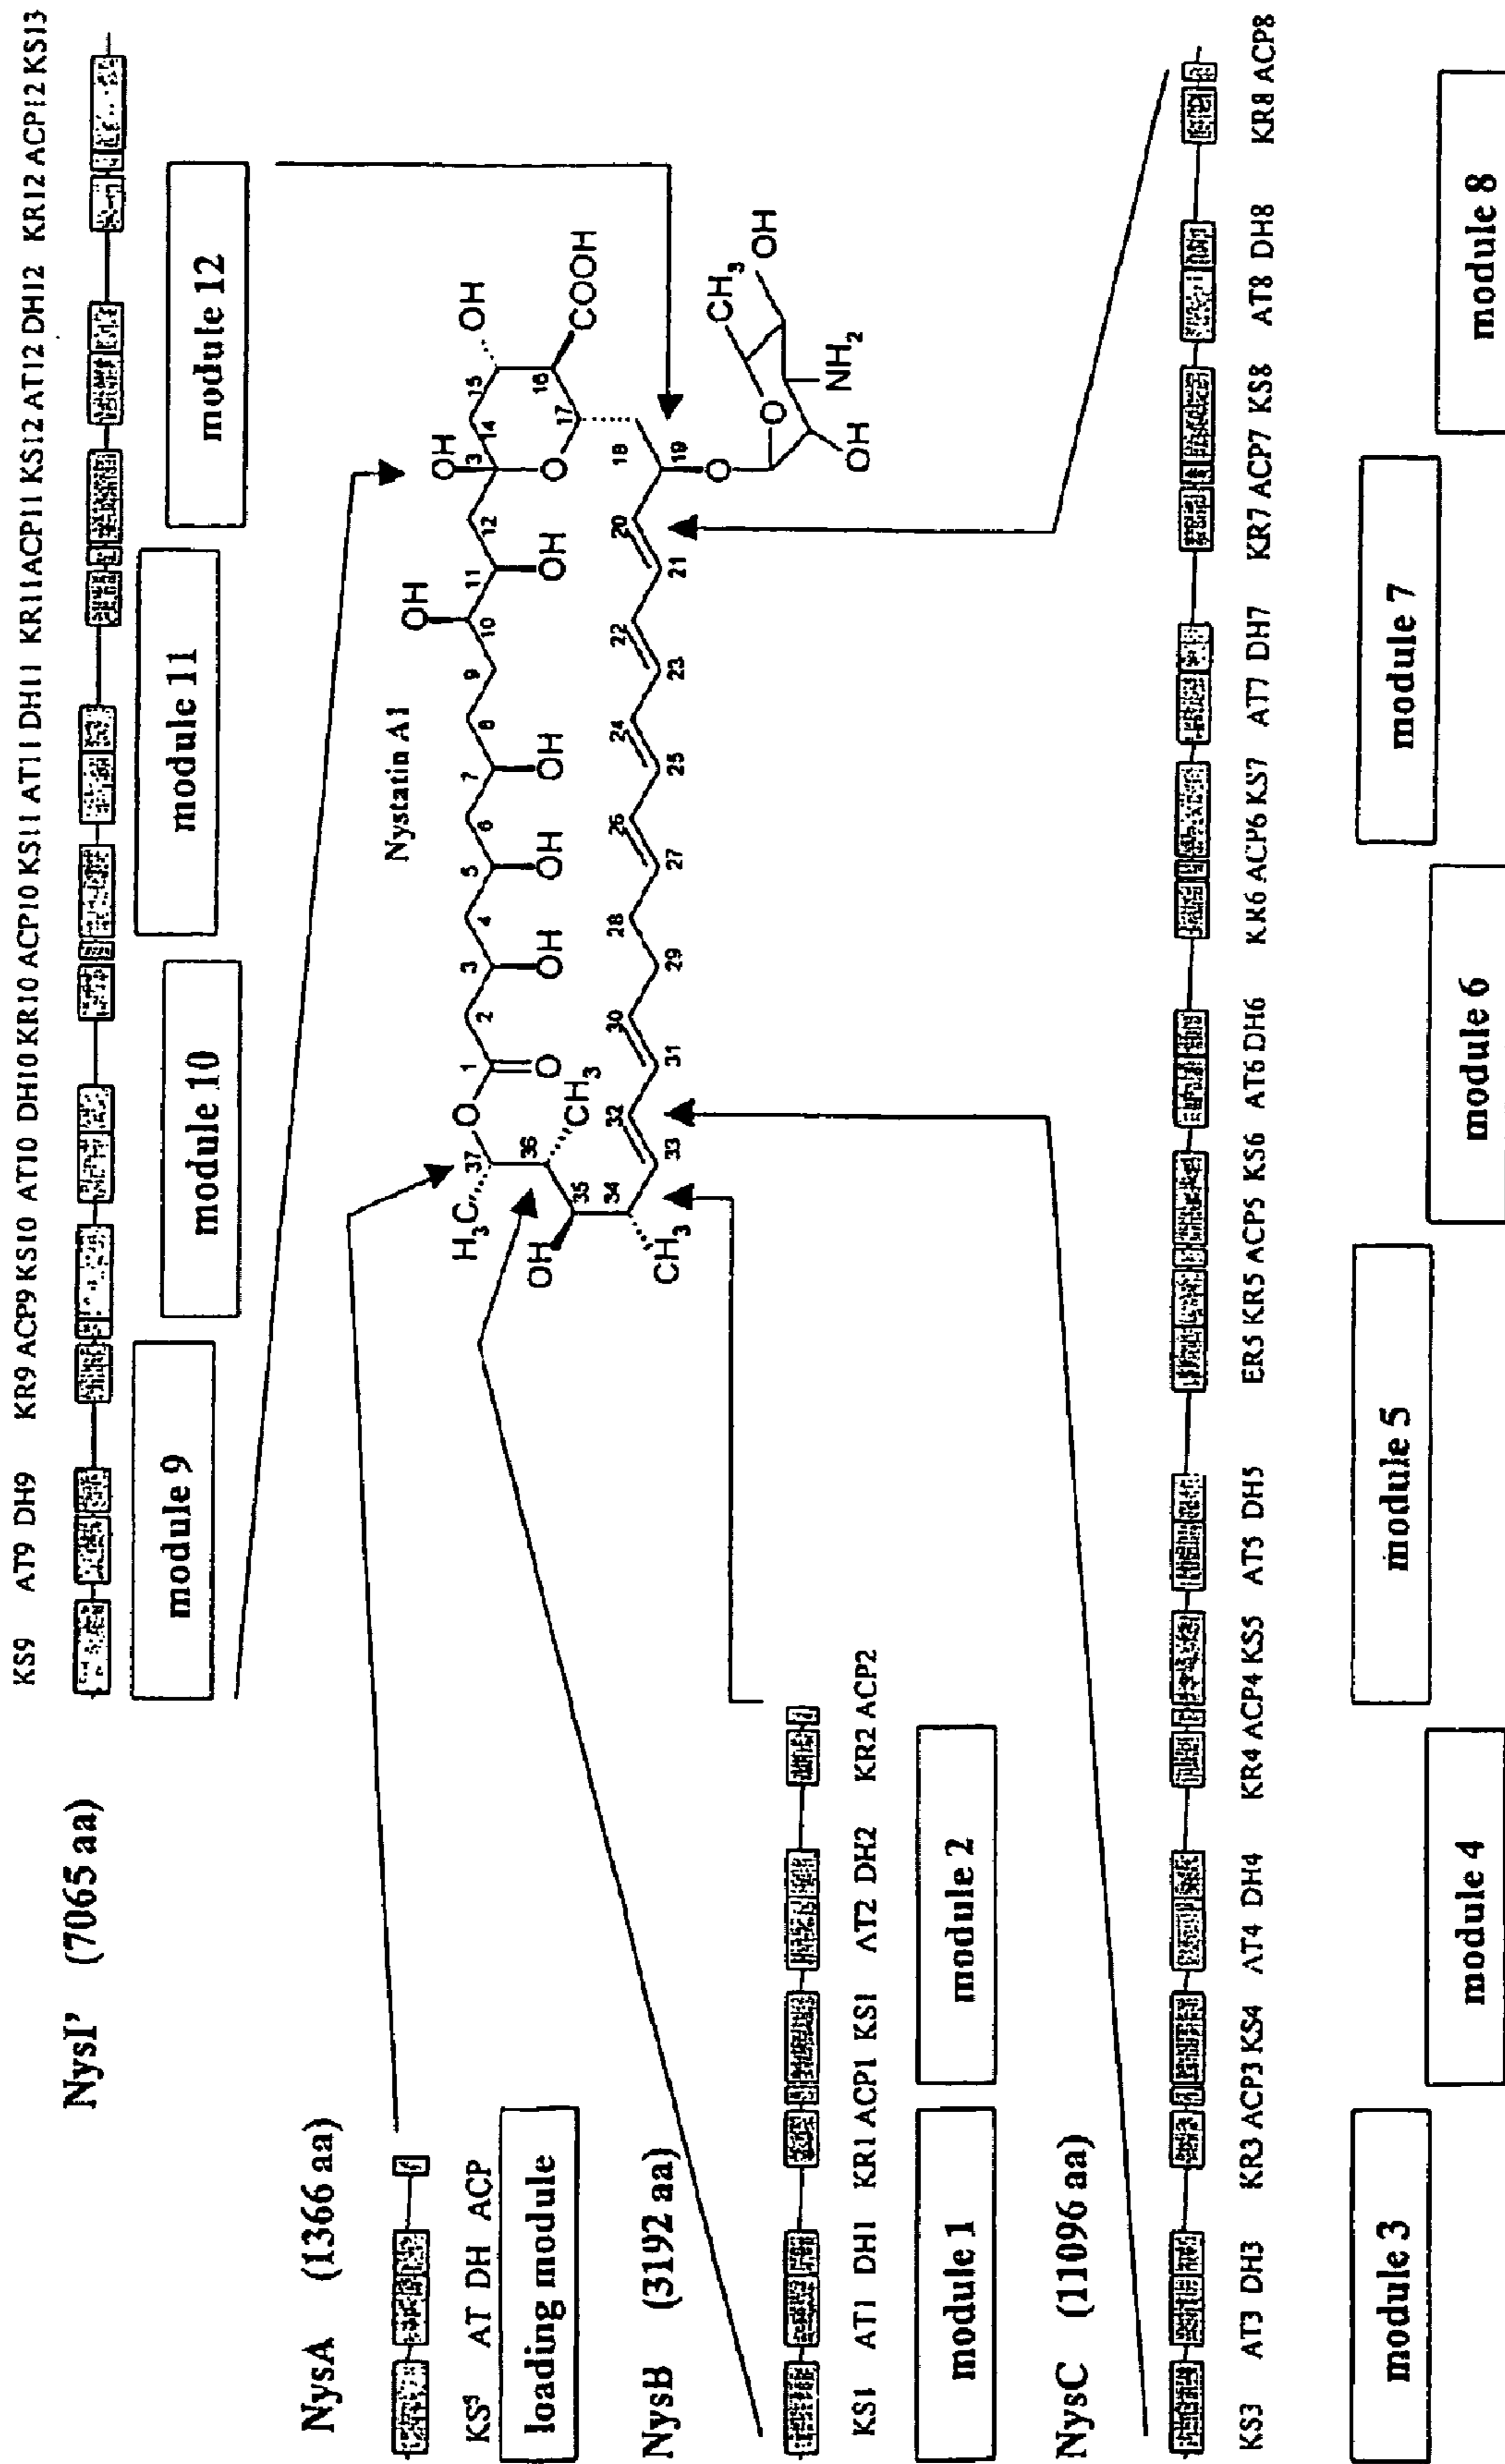 KS9 AT9 DH9 KR9 ACP9 KS10 AT10 DH10 KR10 ACP10 KS11 AT11 DH11 KR11ACP11 KS12 AT12 DH12 KR12 ACP12 KS13
NysI' (7065 aa)
module 9
module 10
module 11
module 12
NysA (1366 aa)
KSˢ AT DH ACP
loading module
Nystatin A1
OH
OH
OH
H₃C
37
O
1
2
3
4
5
6
7
8
9
10
11
12
3
14
15
16
17
O
36
CH₃
OH
OH
OH
OH
O
COOH
OH
35
34
CH₃
33
32
31
30
29
28
27
26
25
24
23
22
21
20
19
18
O
O
CH₃
OH
OH
NH₂
NysB (3192 aa)
KS1 AT1 DH1 KR1 ACP1 KS1 AT2 DH2 KR2 ACP2
module 1
module 2
NysC (11096 aa)
KS3 AT3 DH3 KR3 ACP3 KS4 AT4 DH4 KR4 ACP4 KS5 AT5 DH5 ER5 KR5 ACP5 KS6 AT6 DH6 KR6 ACP6 KS7 AT7 DH7 KR7 ACP7 KS8 AT8 DH8 KR8 ACP8
module 3
module 4
module 5
module 6
module 7
module 8